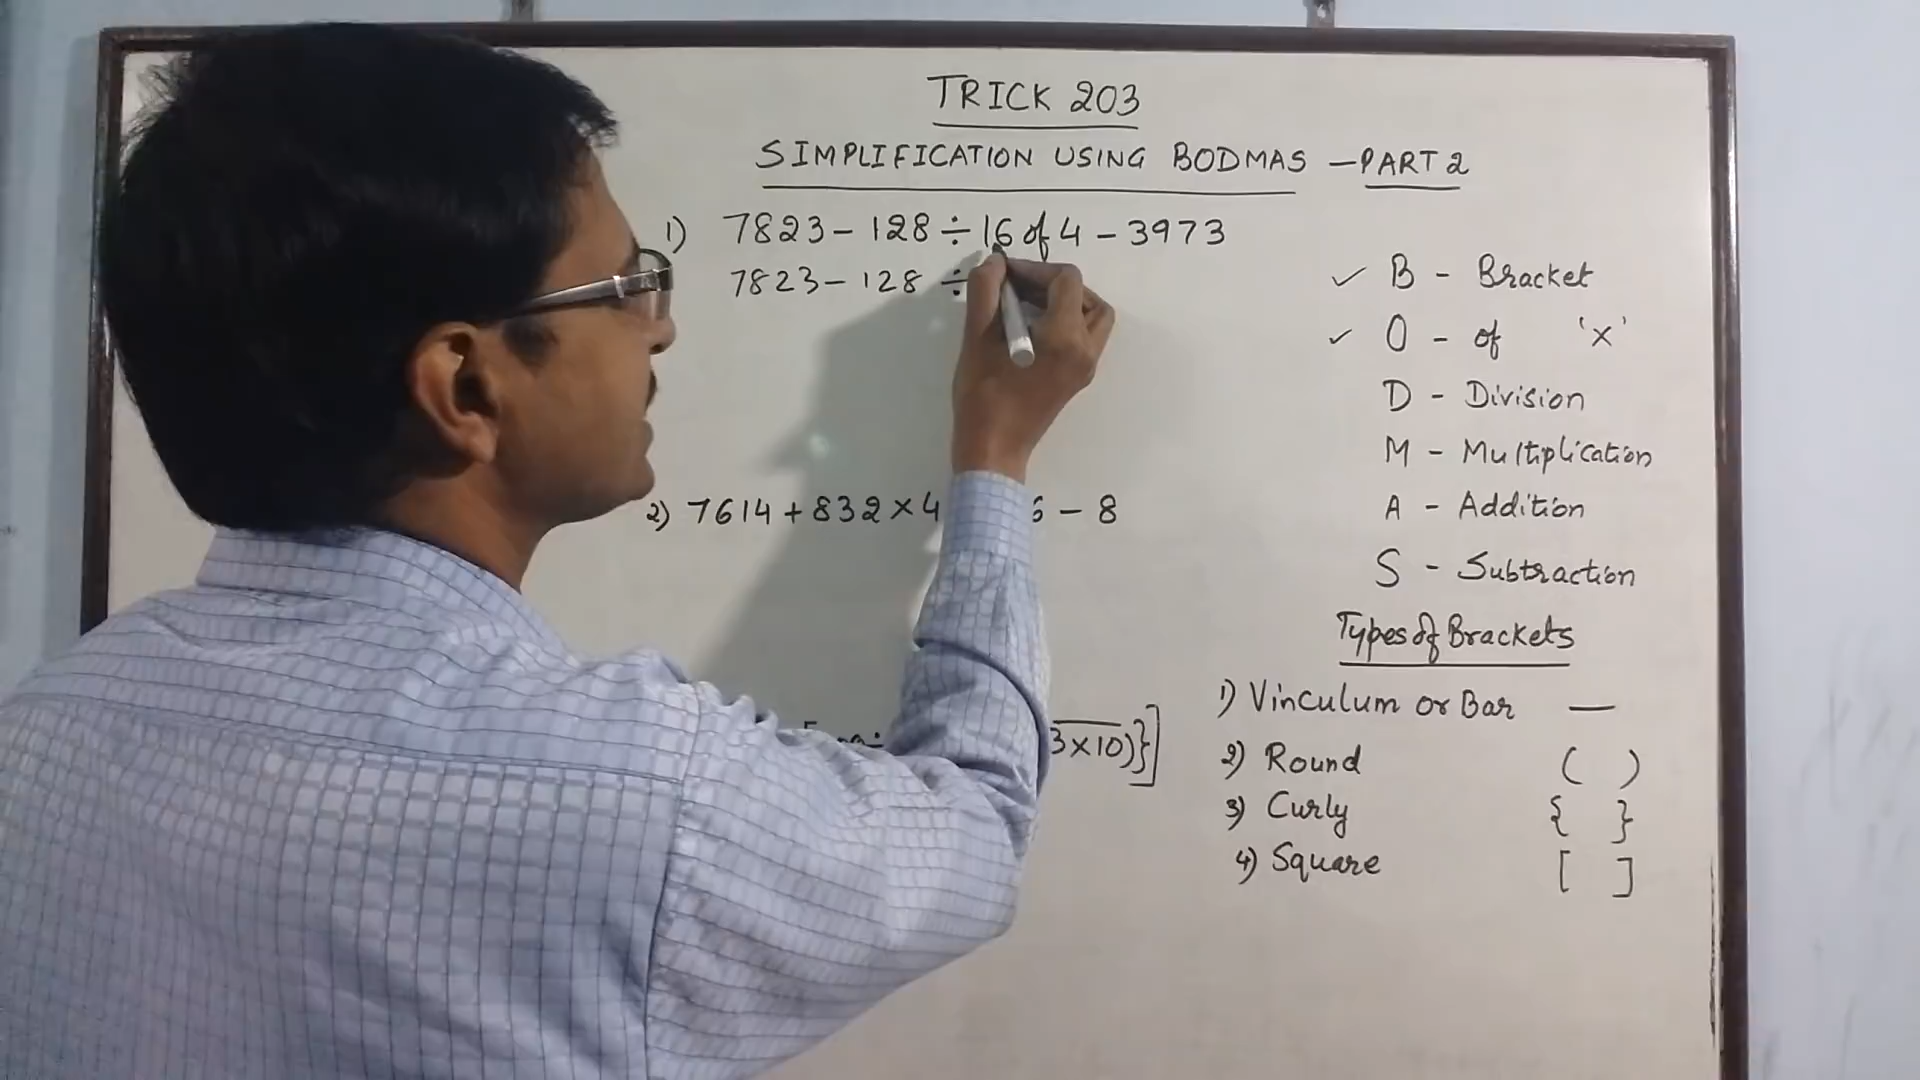 TRICK 203
SIMPLIFICATION USING BODMAS - PART 2
1) 7823 - 128 ÷ 16 of 4 - 3973
7823 - 128 ÷
2) 7614 + 832 × 4 6 - 8
3 × 10)}]
✓ B - Bracket
✓ O - of 'x'
D - Division
M - Multiplication
A - Addition
S - Subtraction
Types of Brackets
1) Vinculum or Bar —
2) Round ( )
3) Curly { }
4) Square [ ]